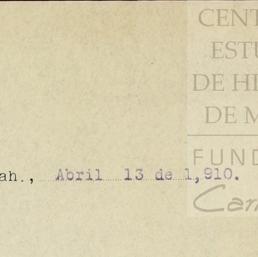 CENT
ESTU
DE HI
DE M
FUND
Car
ah., Abril 13 de 1,910.